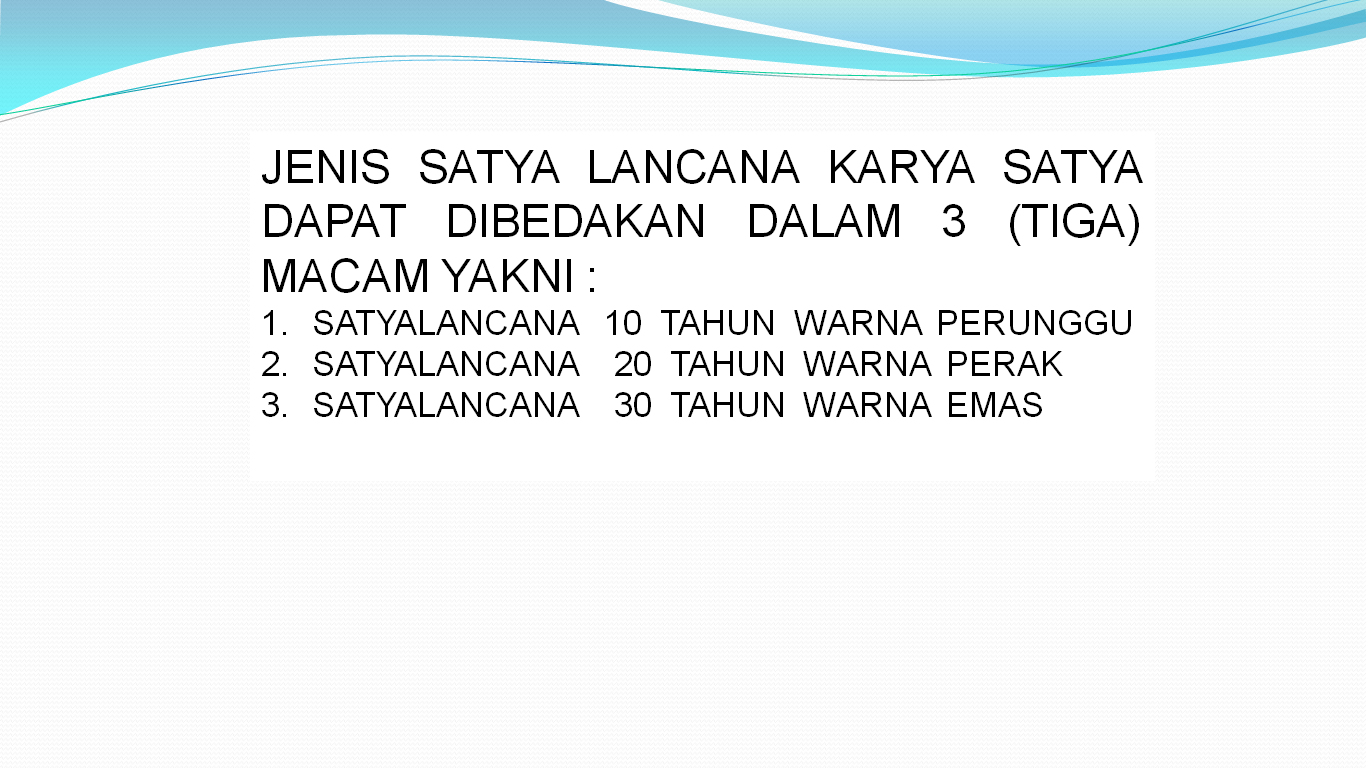 JENIS SATYA LANCANA KARYA SATYA
DAPAT DIBEDAKAN DALAM 3 (TIGA)
MACAM YAKNI :
1. SATYALANCANA 10 TAHUN WARNA PERUNGGU
2. SATYALANCANA 20 TAHUN WARNA PERAK
3. SATYALANCANA 30 TAHUN WARNA EMAS